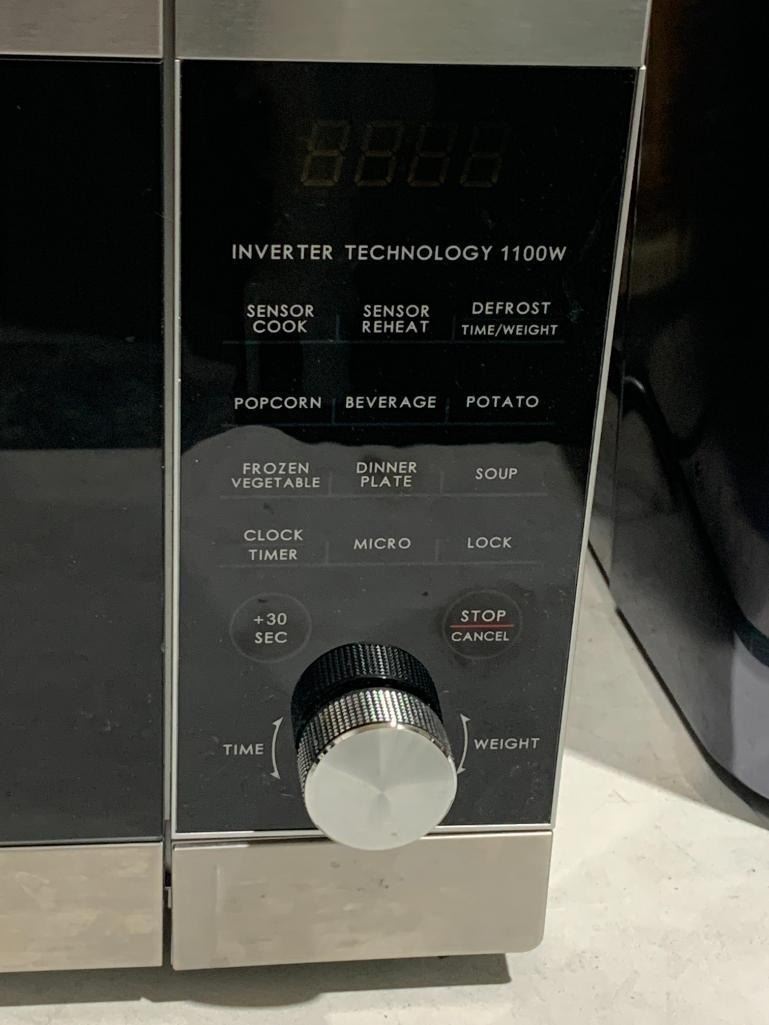 INVERTER TECHNOLOGY 1100W
SENSOR COOK
SENSOR REHEAT
DEFROST
TIME/WEIGHT
POPCORN
BEVERAGE
POTATO
FROZEN
VEGETABLE
DINNER
PLATE
SOUP
CLOCK
TIMER
MICRO
LOCK
+30
SEC
STOP
CANCEL
TIME
WEIGHT